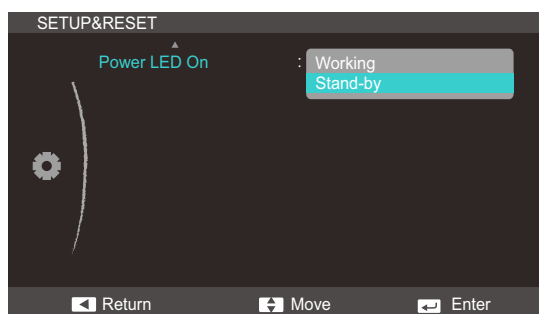 SETUP&RESET
Power LED On : Working
Stand-by
Return Move Enter